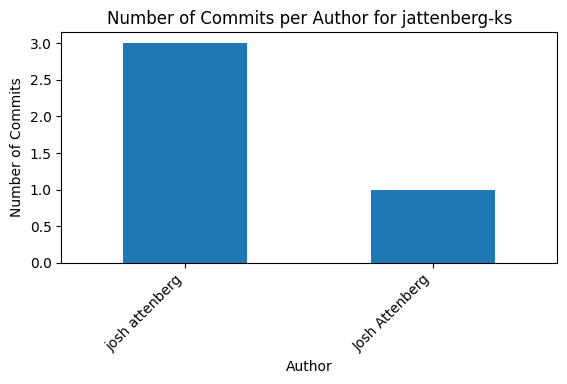 Number of Commits per Author for jattenberg-ks
Number of Commits
3.0
2.5
2.0
1.5
1.0
0.5
0.0
josh attenberg
Josh Attenberg
Author